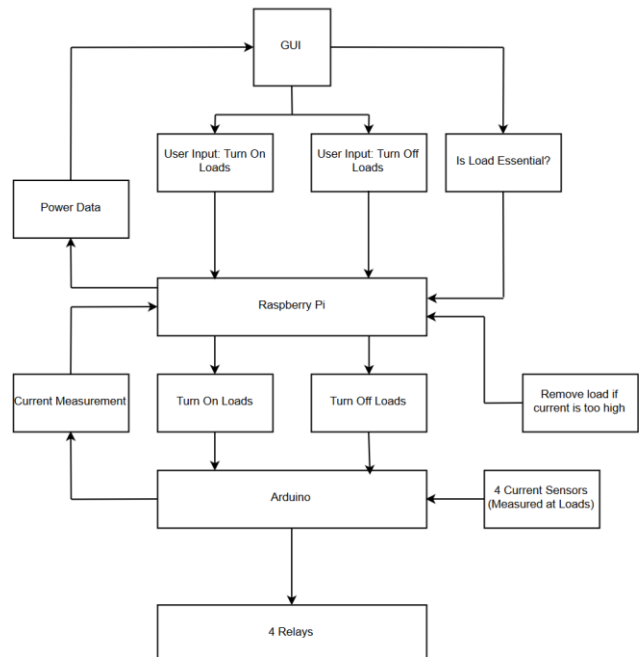 GUI
User Input: Turn On
Loads
User Input: Turn Off
Loads
Is Load Essential?
Power Data
Raspberry Pi
Current Measurement
Turn On Loads
Turn Off Loads
Remove load if
current is too high
Arduino
4 Current Sensors
(Measured at Loads)
4 Relays